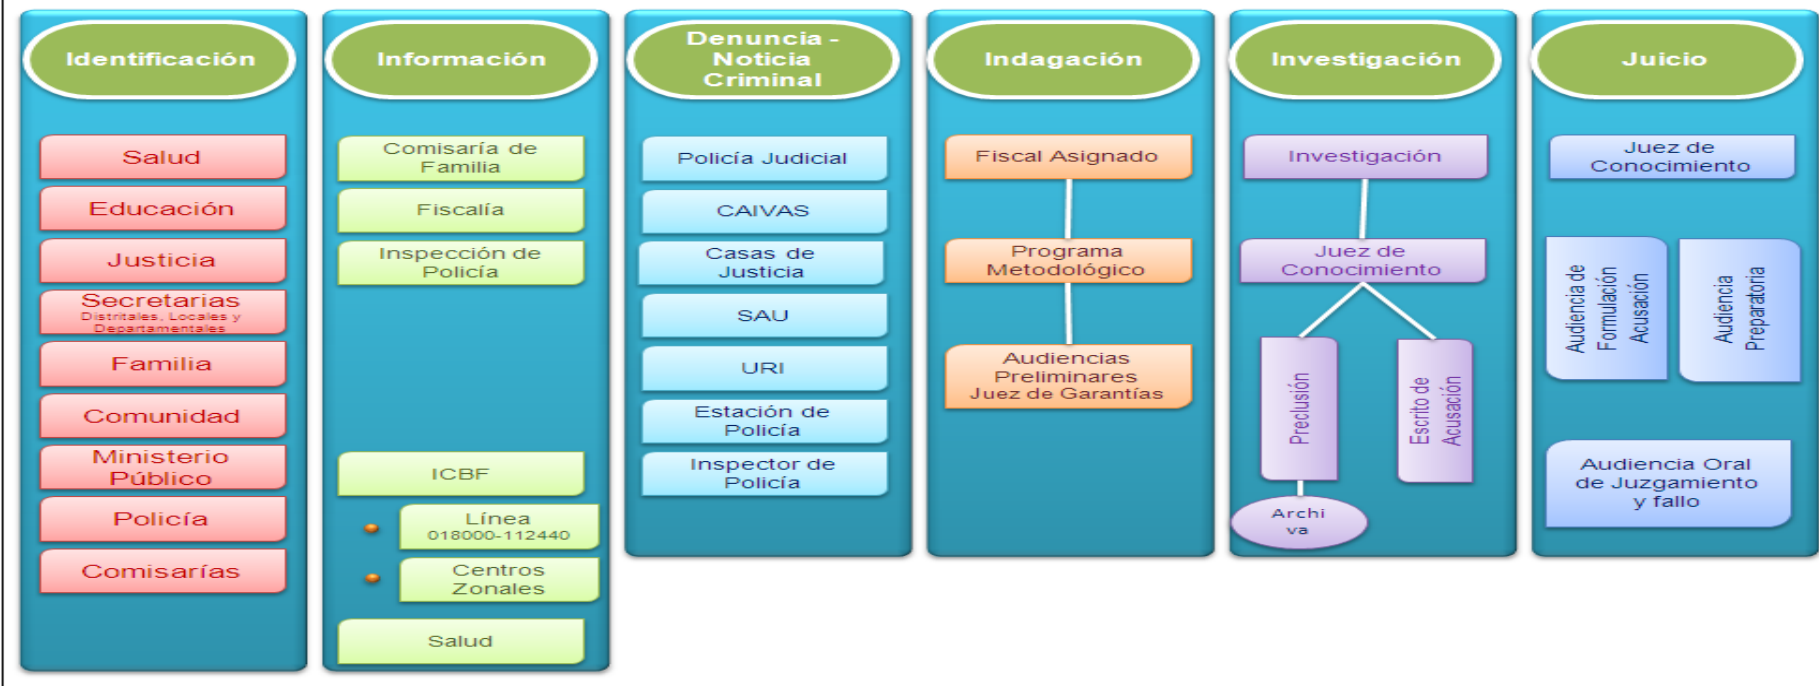 Identificación
Salud
Educación
Justicia
Secretarias
Distritales, Locales y
Departamentales
Familia
Comunidad
Ministerio
Público
Policía
Comisarías
Información
Comisaría de
Familia
Fiscalía
Inspección de
Policía
ICBF
Línea
018000-112440
Centros
Zonales
Salud
Denuncia -
Noticia
Criminal
Policía Judicial
CAIVAS
Casas de
Justicia
SAU
URI
Estación de
Policía
Inspector de
Policía
Indagación
Fiscal Asignado
Programa
Metodológico
Audiencias
Preliminares
Juez de Garantías
Investigación
Investigación
Juez de
Conocimiento
Preclusión
Escrito de
Acusación
Archi
va
Juicio
Juez de
Conocimiento
Audiencia de
Formulación
Acusación
Audiencia
Preparatoria
Audiencia Oral
de Juzgamiento
y fallo